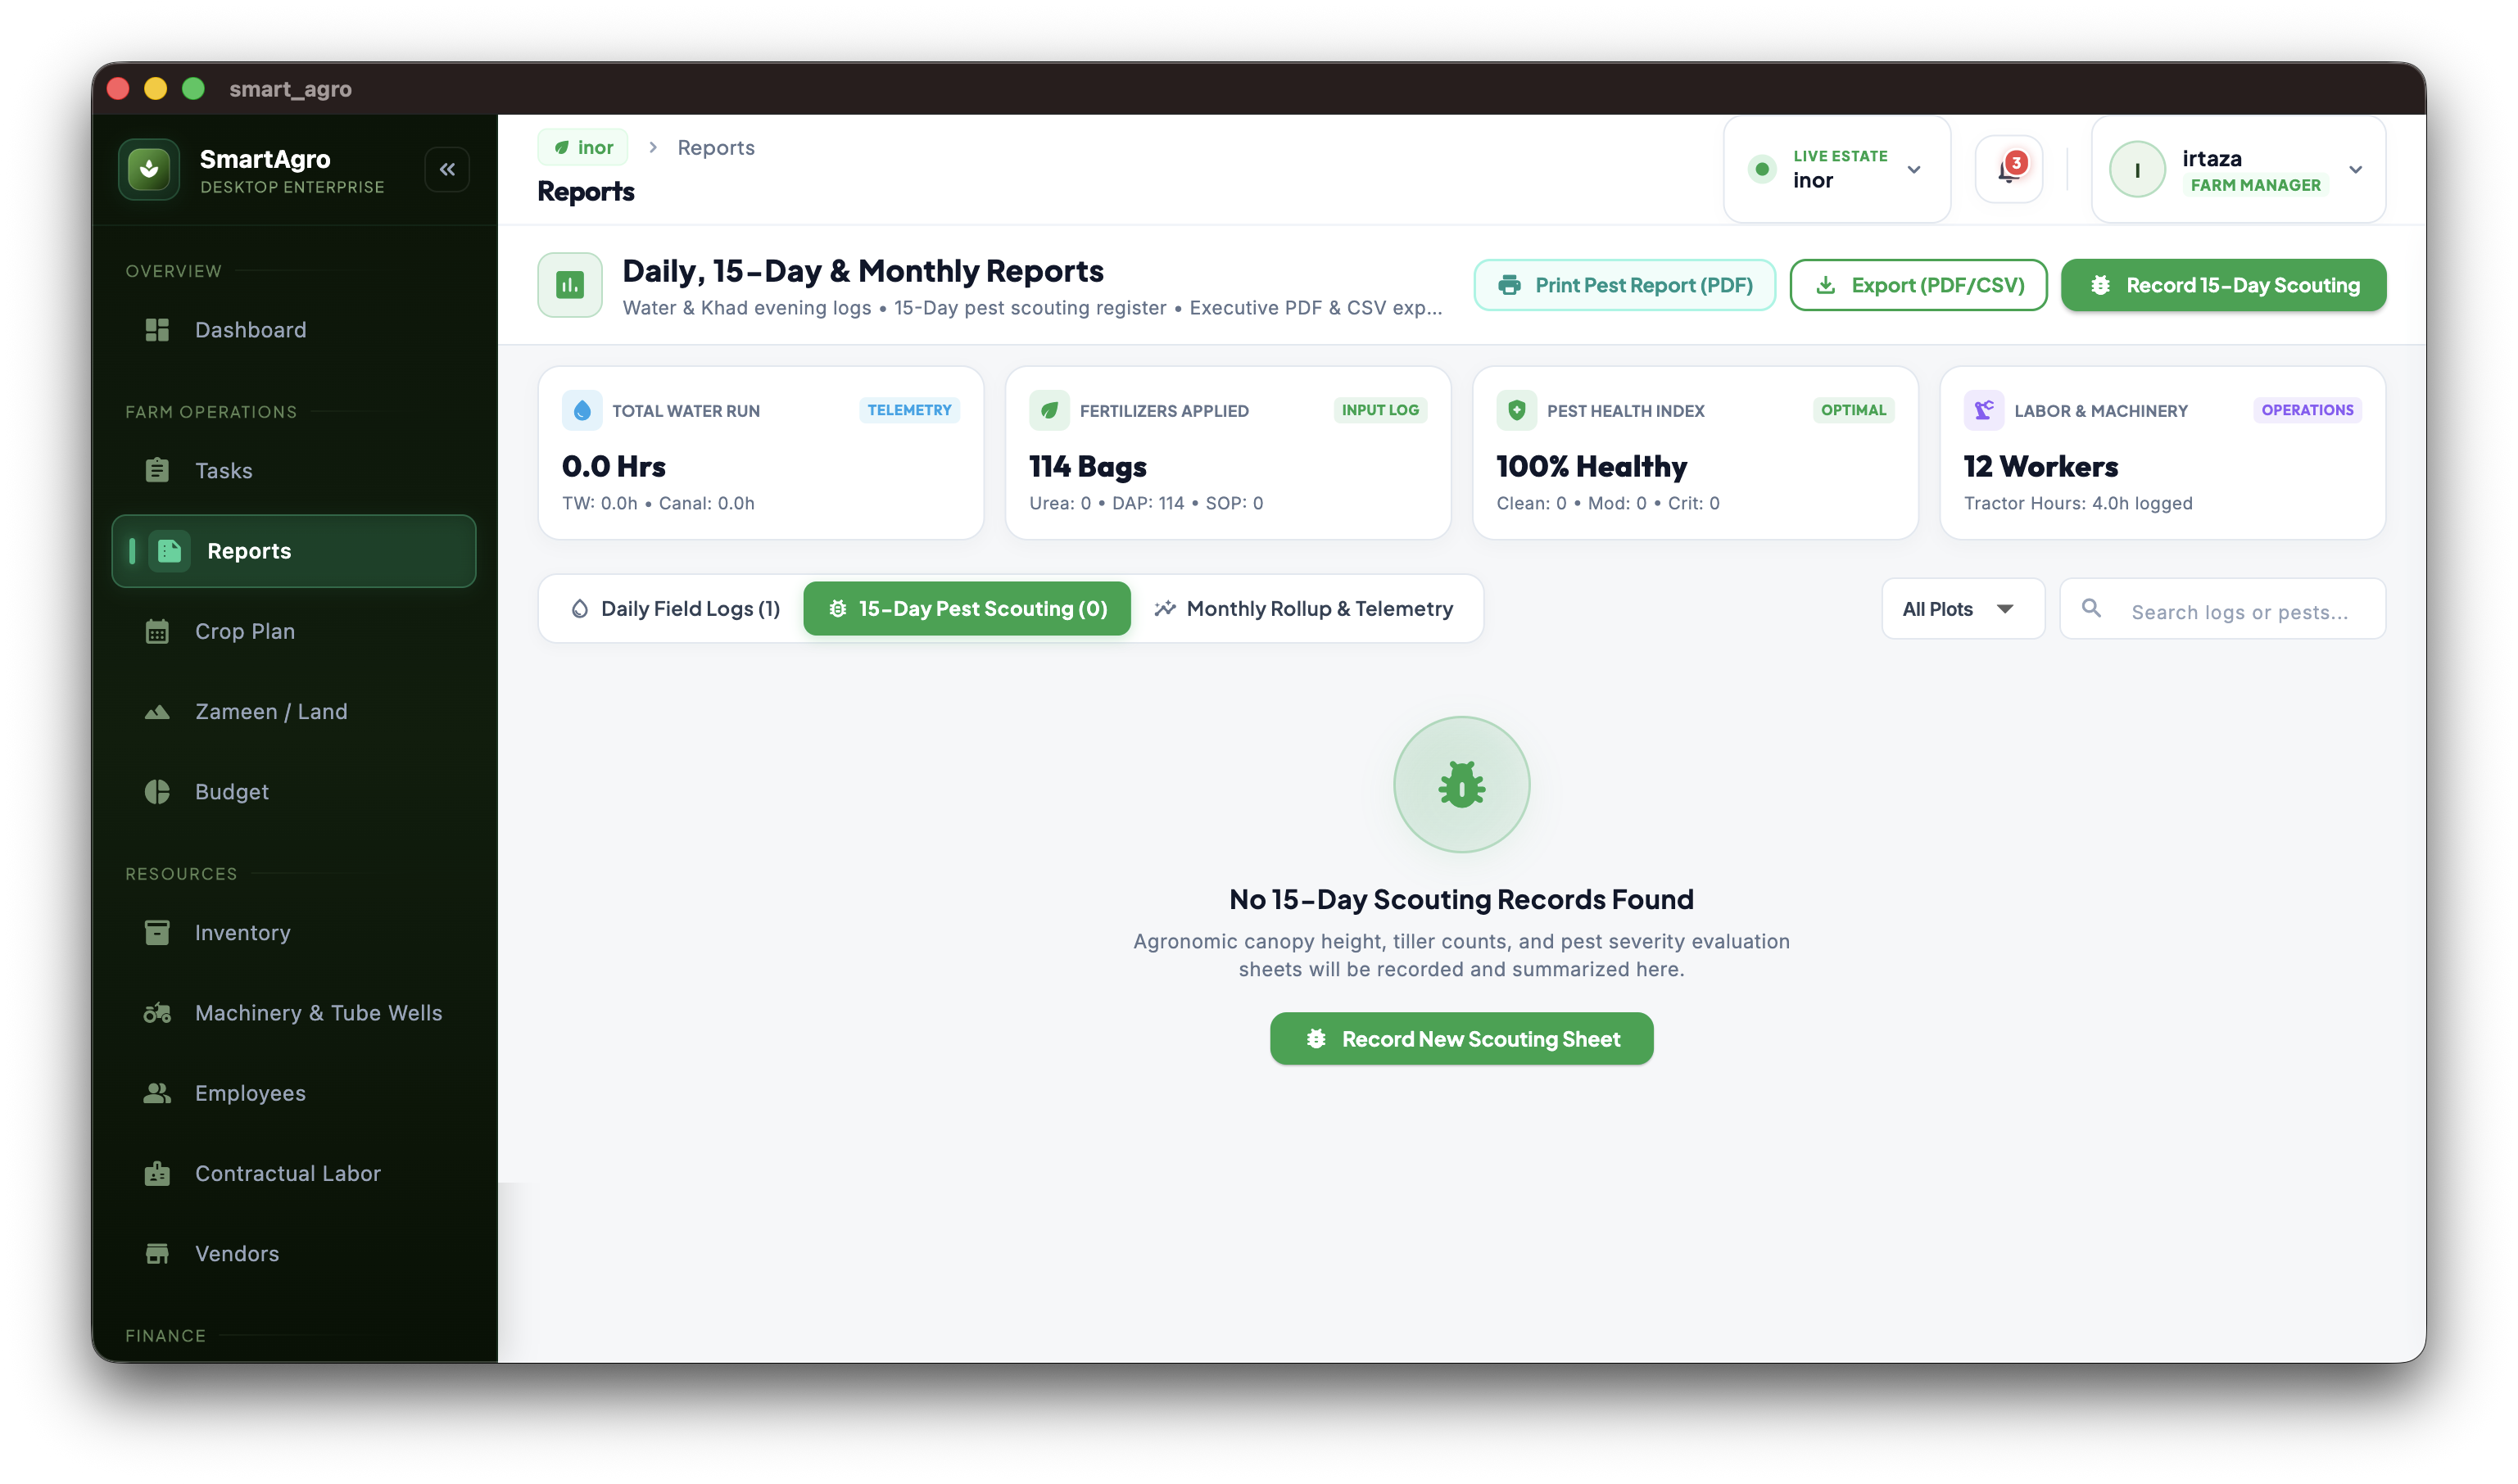 smart_agro
SmartAgro
DESKTOP ENTERPRISE
OVERVIEW
Dashboard
FARM OPERATIONS
Tasks
Reports
Crop Plan
Zameen / Land
Budget
RESOURCES
Inventory
Machinery & Tube Wells
Employees
Contractual Labor
Vendors
FINANCE
inor > Reports
Reports
LIVE ESTATE
inor
3
I
irtaza
FARM MANAGER
Daily, 15-Day & Monthly Reports
Water & Khad evening logs • 15-Day pest scouting register • Executive PDF & CSV exp...
Print Pest Report (PDF)
Export (PDF/CSV)
Record 15-Day Scouting
TOTAL WATER RUN
TELEMETRY
0.0 Hrs
TW: 0.0h • Canal: 0.0h
FERTILIZERS APPLIED
INPUT LOG
114 Bags
Urea: 0 • DAP: 114 • SOP: 0
PEST HEALTH INDEX
OPTIMAL
100% Healthy
Clean: 0 • Mod: 0 • Crit: 0
LABOR & MACHINERY
OPERATIONS
12 Workers
Tractor Hours: 4.0h logged
Daily Field Logs (1)
15-Day Pest Scouting (0)
Monthly Rollup & Telemetry
All Plots
Search logs or pests...
No 15-Day Scouting Records Found
Agronomic canopy height, tiller counts, and pest severity evaluation
sheets will be recorded and summarized here.
Record New Scouting Sheet